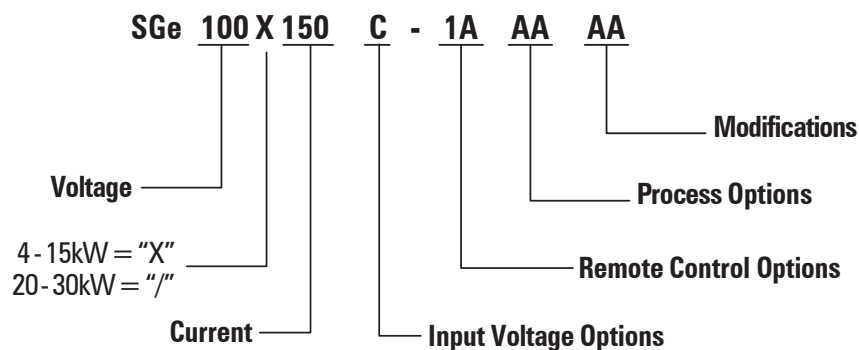 SGe 100 X 150 C - 1A AA AA
Modifications
Voltage
Process Options
4-15kW = “X”
20-30kW = “/”
Remote Control Options
Current
Input Voltage Options